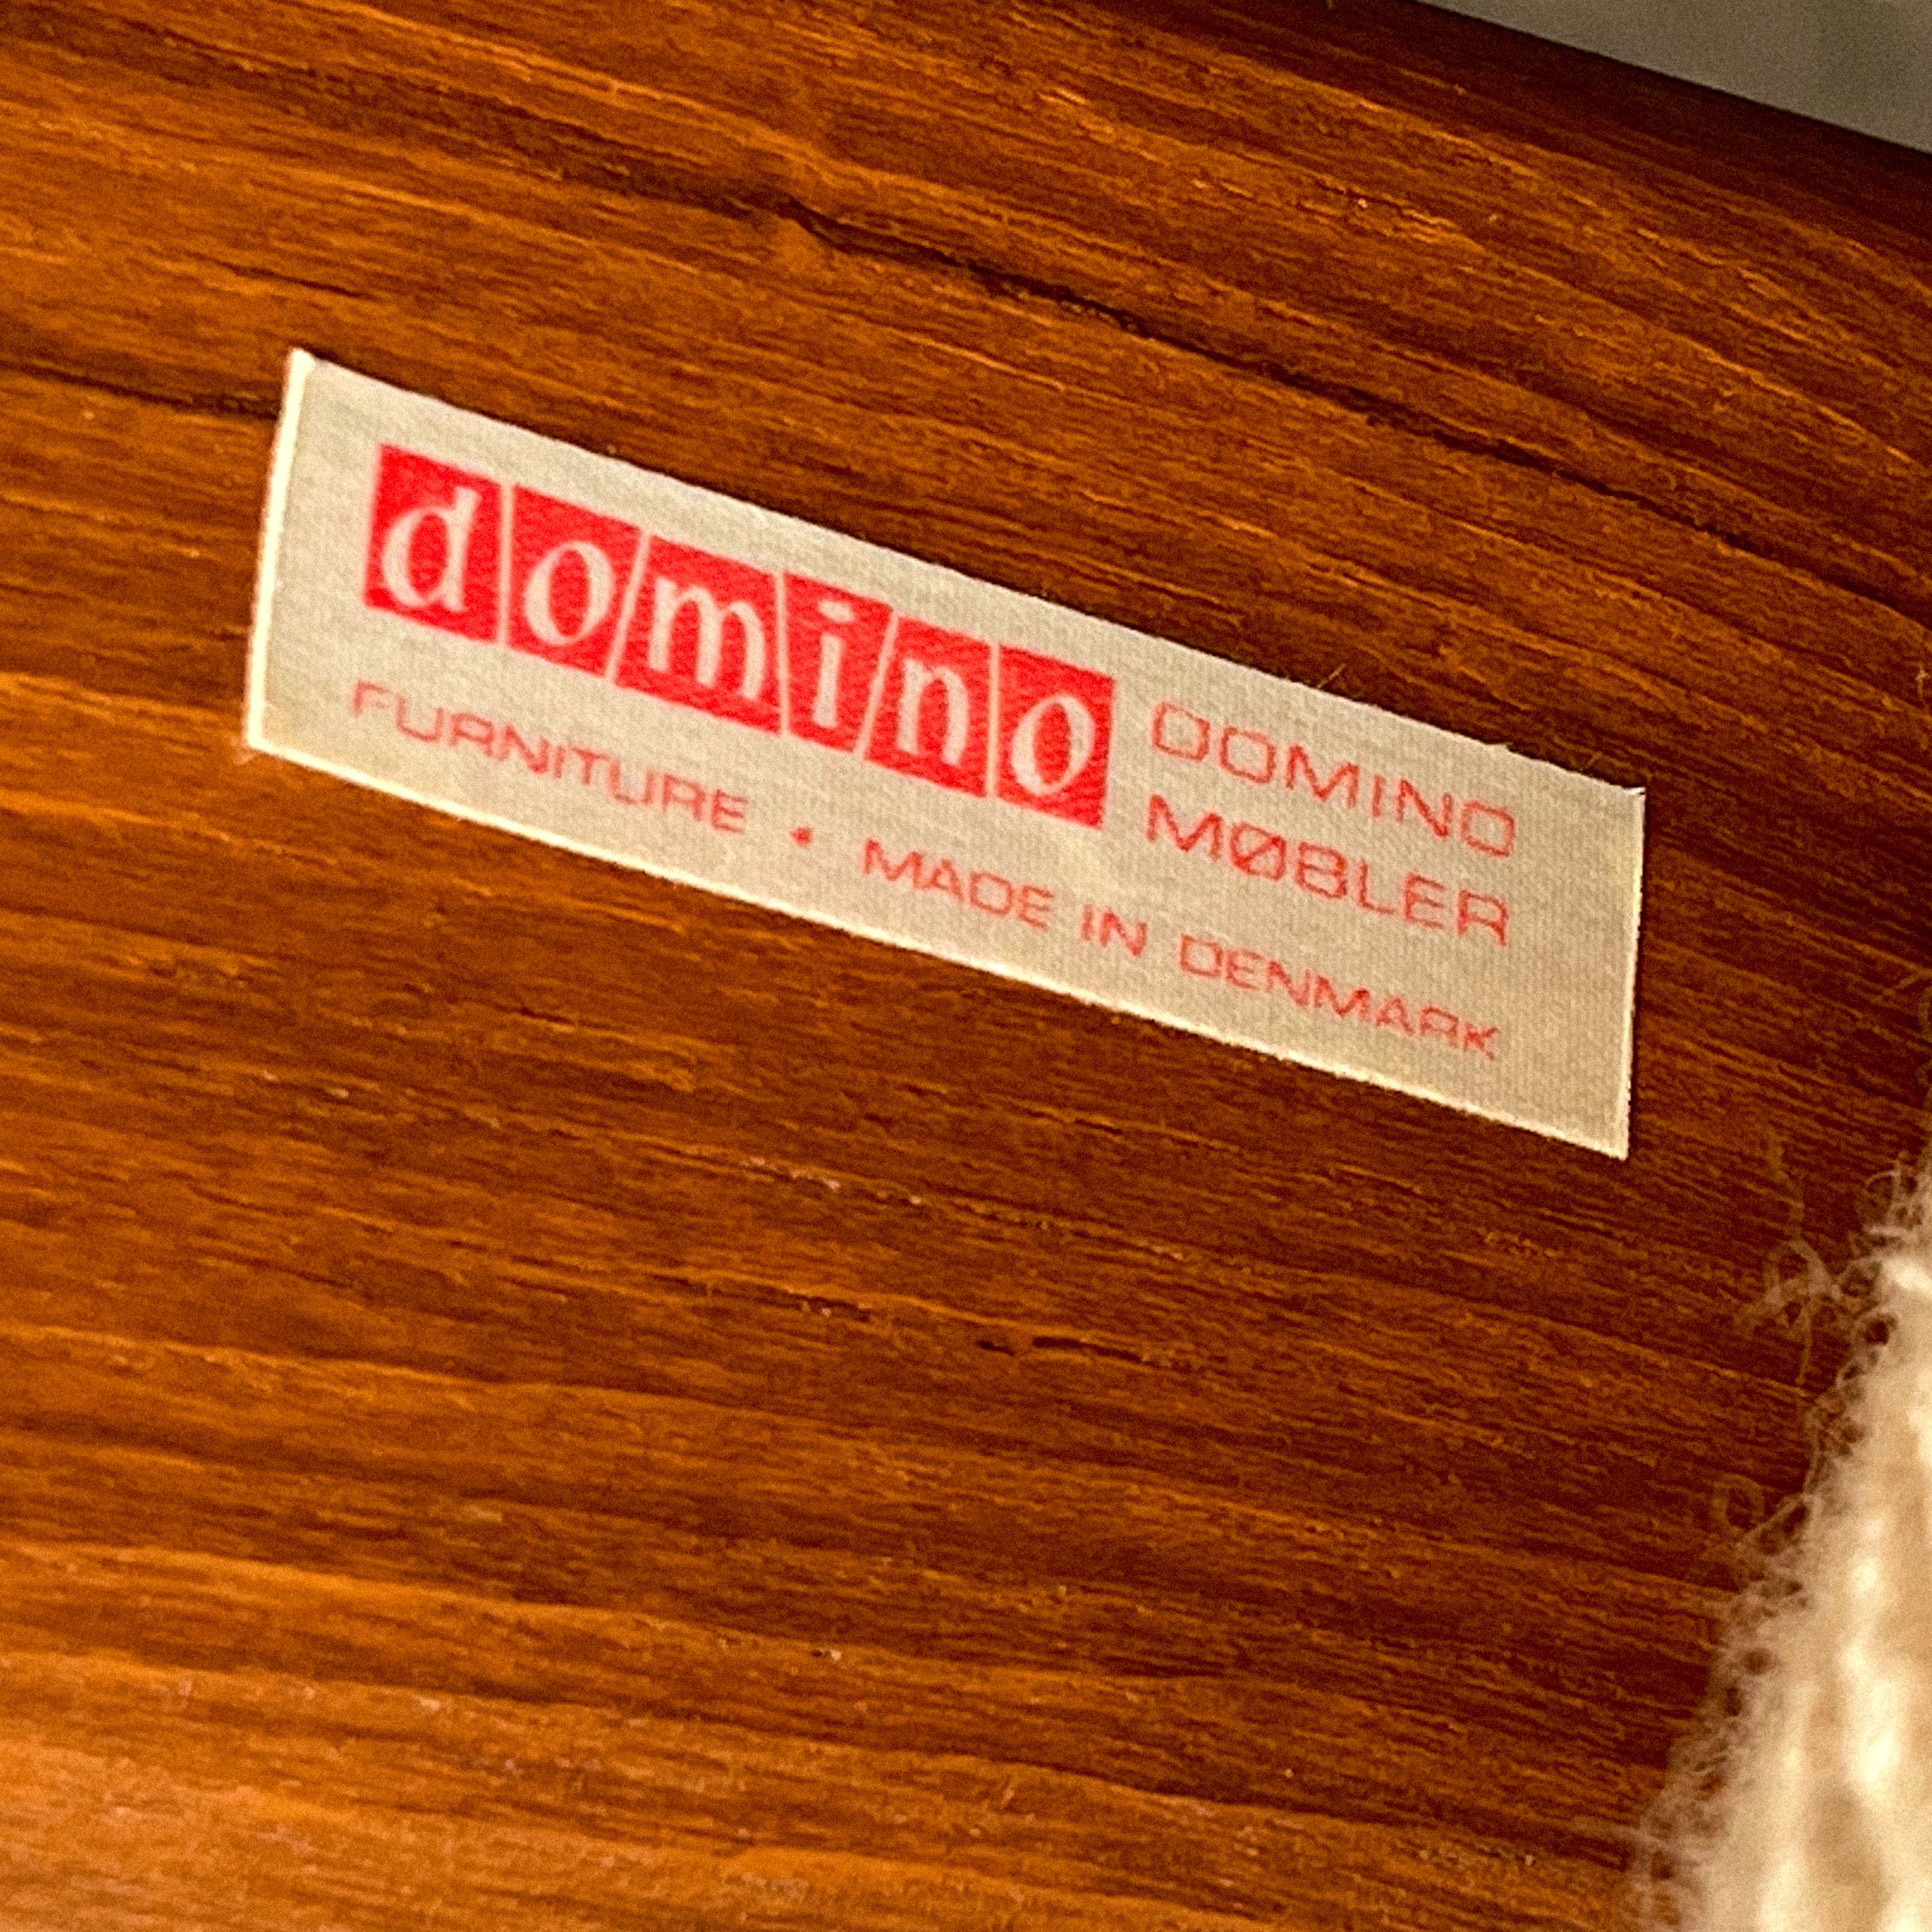 domino DOMINO
MØBLER
FURNITURE • MADE IN DENMARK